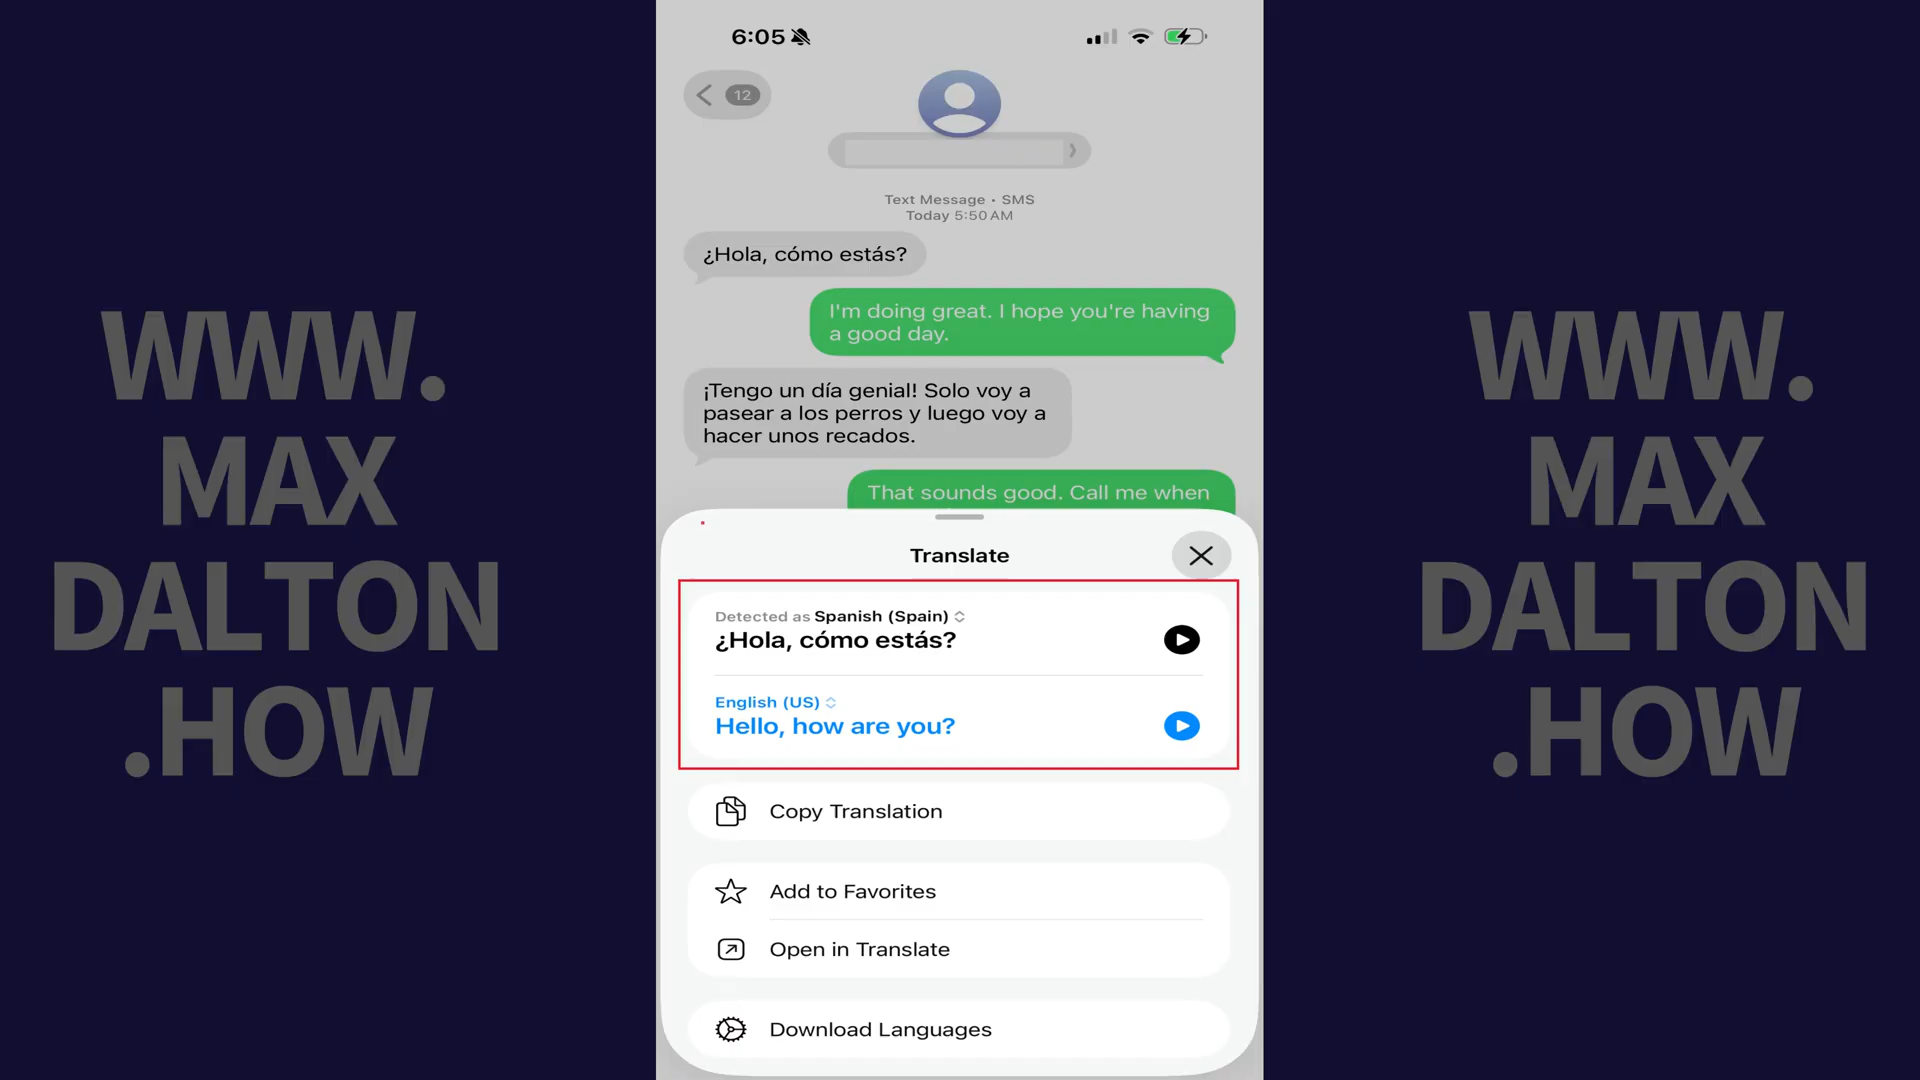 WWW.
MAX
DALTON
.HOW
6:05
12
Text Message • SMS
Today 5:50 AM
¿Hola, cómo estás?
I'm doing great. I hope you're having
a good day.
¡Tengo un día genial! Solo voy a
pasear a los perros y luego voy a
hacer unos recados.
That sounds good. Call me when
Translate
Detected as Spanish (Spain)
¿Hola, cómo estás?
English (US)
Hello, how are you?
Copy Translation
Add to Favorites
Open in Translate
Download Languages
WWW.
MAX
DALTON
.HOW